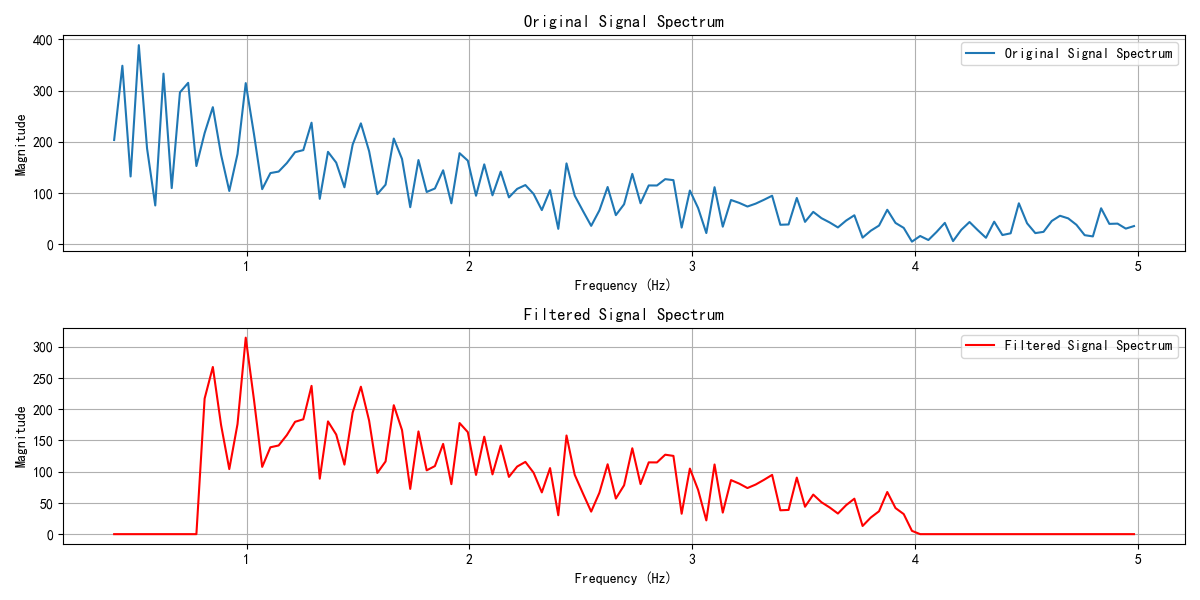 Original Signal Spectrum
400
300
200
100
0
Magnitude
Original Signal Spectrum
1
2
3
4
5
Frequency (Hz)
Filtered Signal Spectrum
300
250
200
150
100
50
0
Magnitude
Filtered Signal Spectrum
1
2
3
4
5
Frequency (Hz)